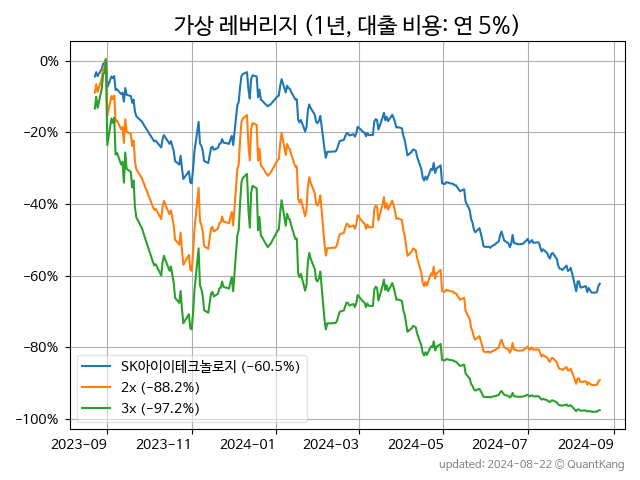 가상 레버리지 (1년, 대출 비용: 연 5%)
0%
−20%
−40%
−60%
−80%
−100%
SK아이이테크놀로지 (−60.5%)
2x (−88.2%)
3x (−97.2%)
2023-09 2023-11 2024-01 2024-03 2024-05 2024-07 2024-09
updated: 2024-08-22 © QuantKang